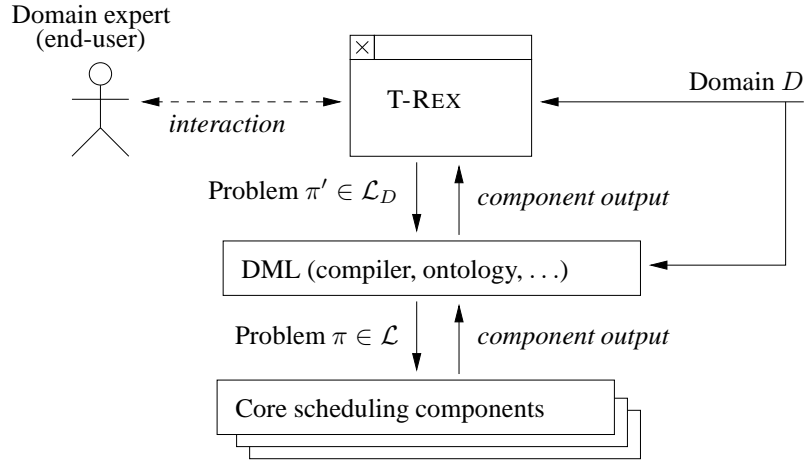 Domain expert
(end-user)
T-REX
Domain D
interaction
Problem π′ ∈ ℒ_D
component output
DML (compiler, ontology, . . .)
Problem π ∈ ℒ
component output
Core scheduling components